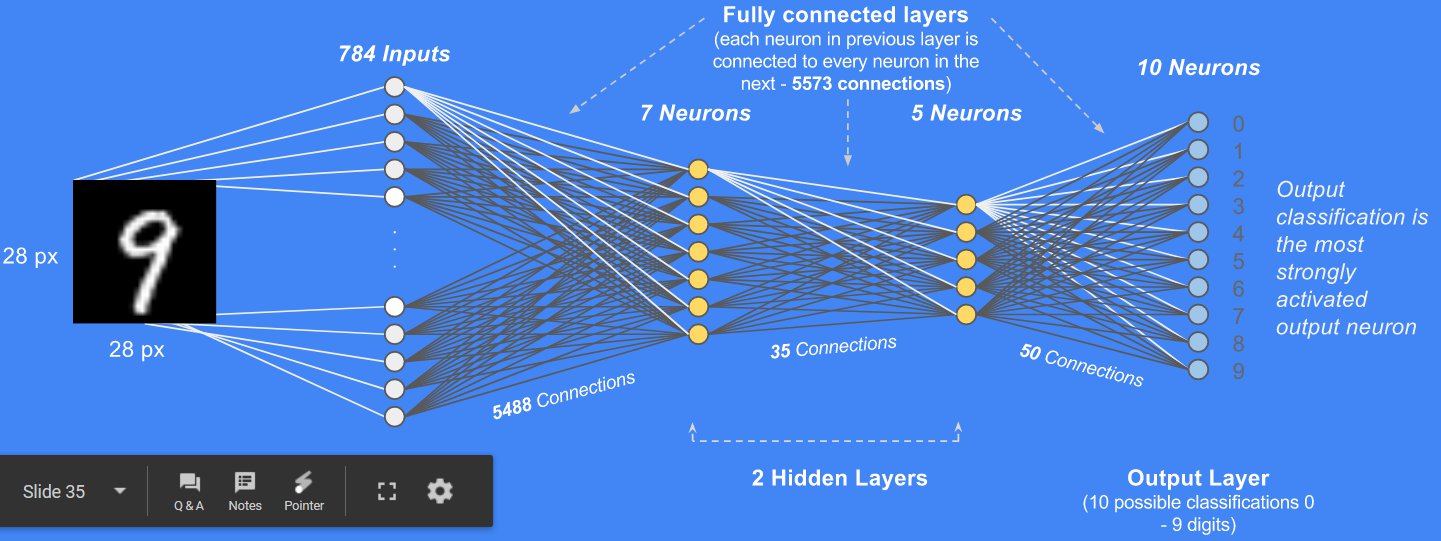 Fully connected layers
(each neuron in previous layer is
connected to every neuron in the
next - 5573 connections)
784 Inputs
7 Neurons
5 Neurons
10 Neurons
28 px
9
28 px
0
1
2
3
4
5
6
7
8
9
Output
classification is
the most
strongly
activated
output neuron
5488 Connections
35 Connections
50 Connections
2 Hidden Layers
Output Layer
(10 possible classifications 0
- 9 digits)
Slide 35
Q & A
Notes
Pointer